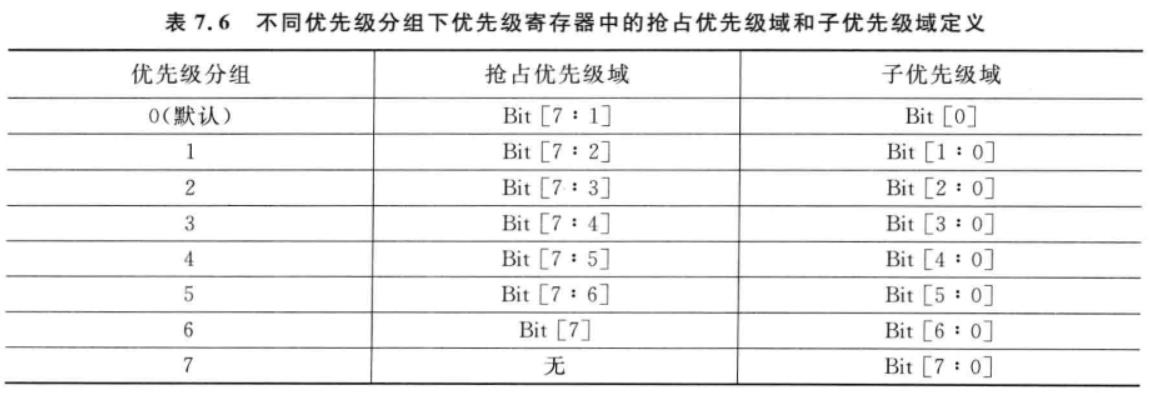 表 7.6 不同优先级分组下优先级寄存器中的抢占优先级域和子优先级域定义
优先级分组 抢占优先级域 子优先级域
0(默认) Bit [7:1] Bit [0]
1 Bit [7:2] Bit [1:0]
2 Bit [7:3] Bit [2:0]
3 Bit [7:4] Bit [3:0]
4 Bit [7:5] Bit [4:0]
5 Bit [7:6] Bit [5:0]
6 Bit [7] Bit [6:0]
7 无 Bit [7:0]